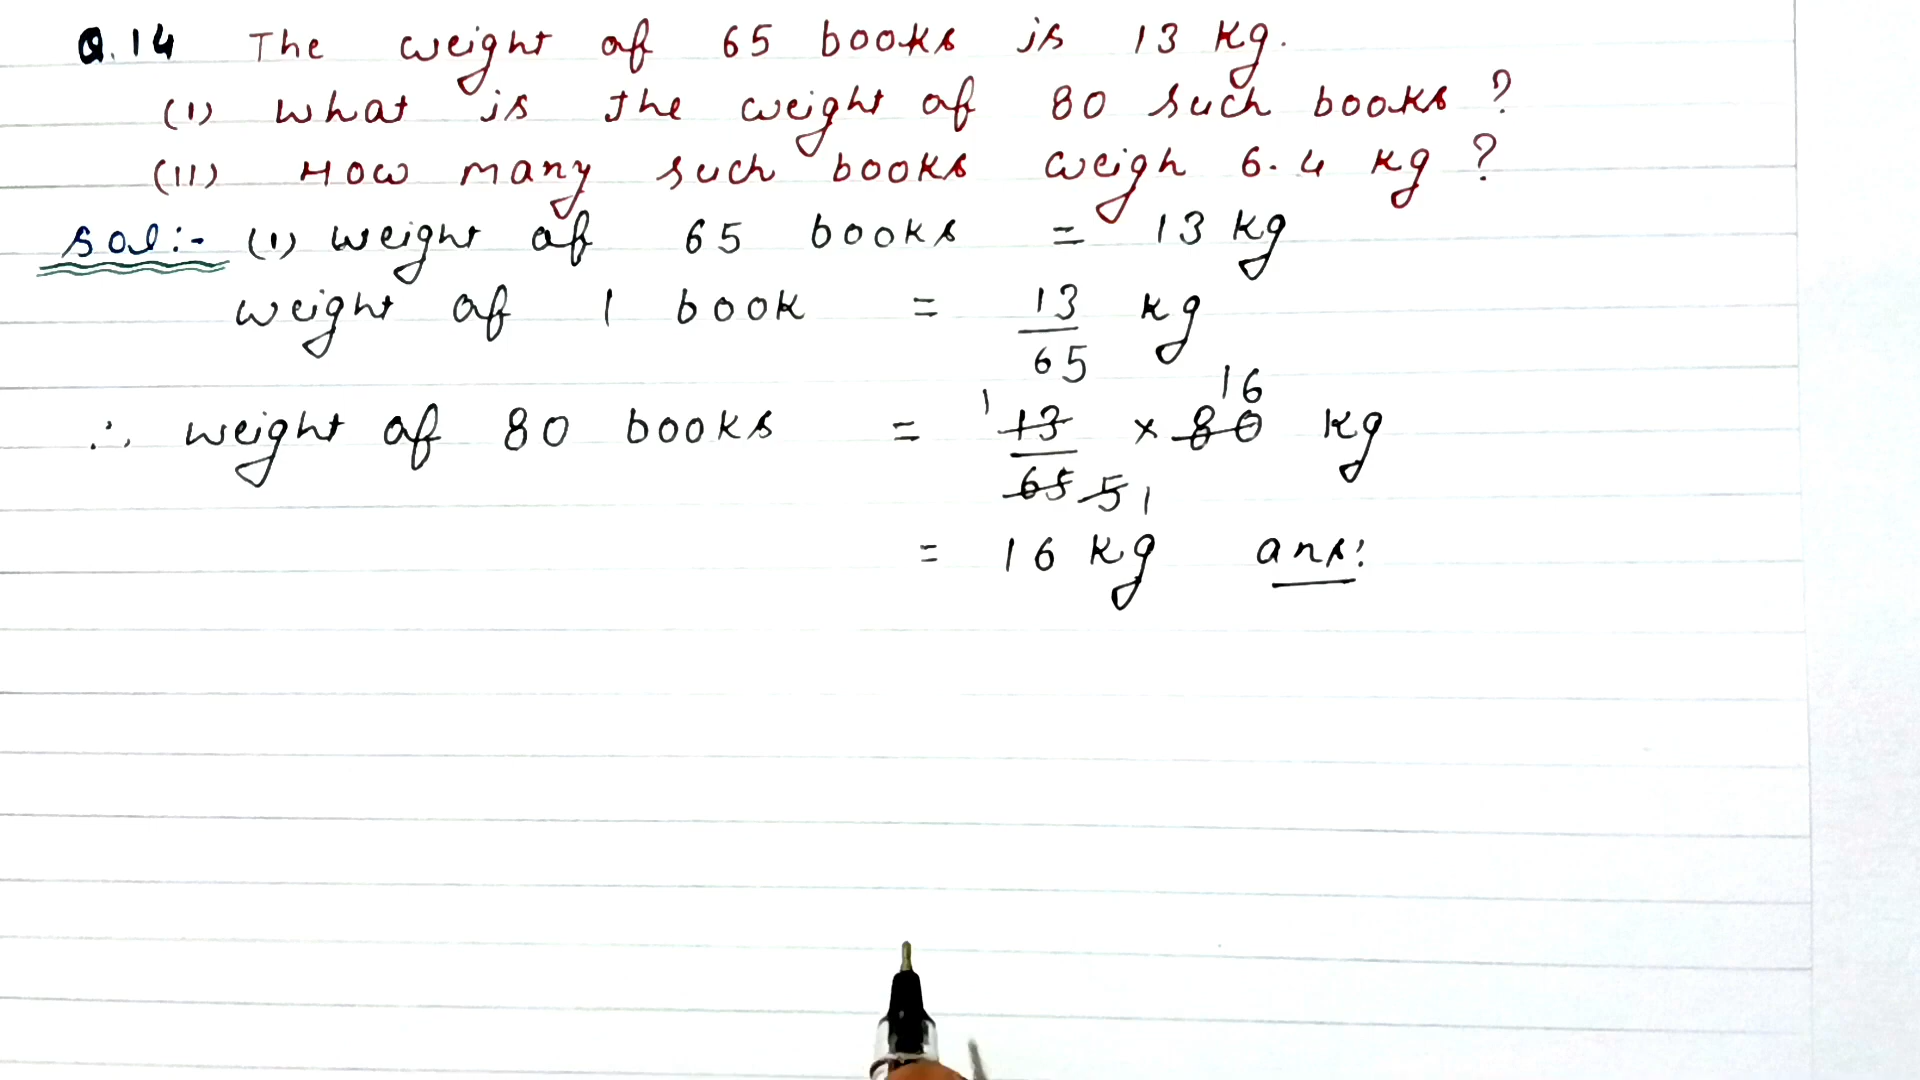 Q.14 The weight of 65 books is 13 kg.
(I) What is the weight of 80 such books ?
(II) How many such books weigh 6.4 kg ?
Sol:- (I) weight of 65 books = 13 kg
weight of 1 book = 13/65 kg
∴ weight of 80 books = 13/65 × 80 kg
1 16
5 1
= 16 kg ans: